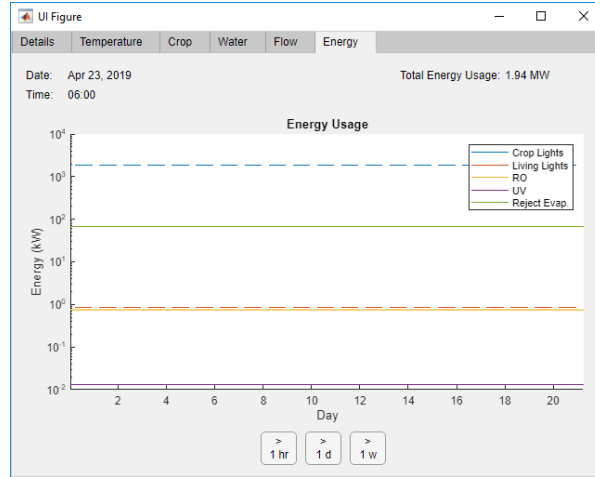 UI Figure
Details Temperature Crop Water Flow Energy
Date: Apr 23, 2019 Total Energy Usage: 1.94 MW
Time: 06:00
Energy Usage
10^4
10^3
10^2
10^1
10^0
10^-1
10^-2
Energy (kW)
Crop Lights
Living Lights
RO
UV
Reject Evap.
2 4 6 8 10 12 14 16 18 20
Day
> > >
1 hr 1 d 1 w